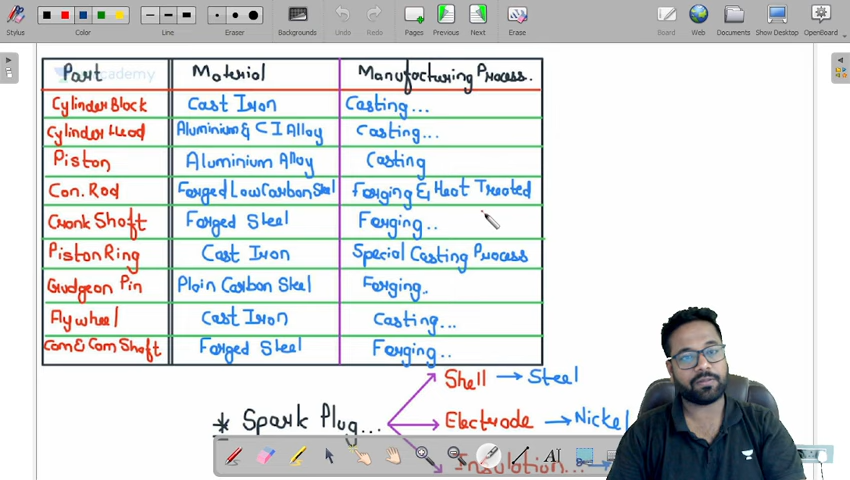 Stylus
Color
Eraser
Backgrounds
Undo
Redo
Pages
Previous
Next
Erase
Board
Web
Documents
Show Desktop
OpenBoard
Part Material Manufacturing Process.
Cylinder Block Cast Iron Casting...
Cylinder Head Aluminium & C I Alloy Casting...
Piston Aluminium Alloy Casting
Con. Rod Forged Low Carbon Steel Forging & Heat Treated
Crank Shaft Forged Steel Forging..
Piston Ring Cast Iron Special Casting Process
Gudgeon Pin Plain Carbon Steel Forging..
Flywheel Cast Iron Casting...
Cam & Cam Shaft Forged Steel Forging..
Shell → Steel
* Spark Plug... Electrode → Nickel
Insulation... →